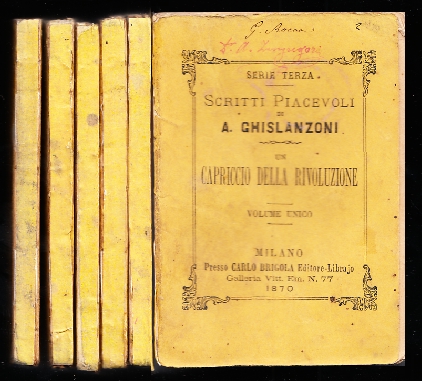 SERIE TERZA
SCRITTI PIACEVOLI
DI
A. GHISLANZONI
UN
CAPRICCIO DELLA RIVOLUZIONE
VOLUME UNICO
MILANO
Presso CARLO BRIGOLA Editore-Librajo
Galleria Vitt. Em. N. 77
1870